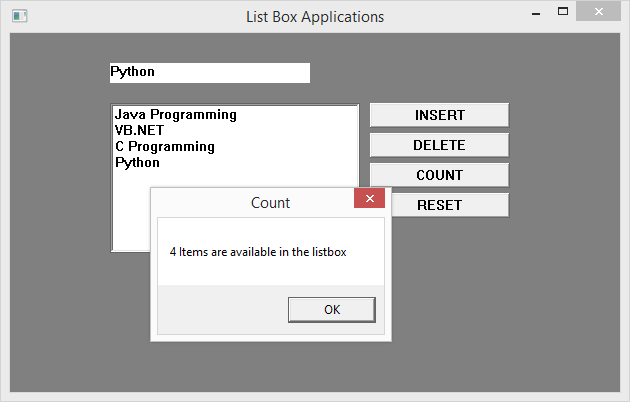 List Box Applications
Python
Java Programming
VB.NET
C Programming
Python
INSERT
DELETE
COUNT
RESET
Count
4 Items are available in the listbox
OK